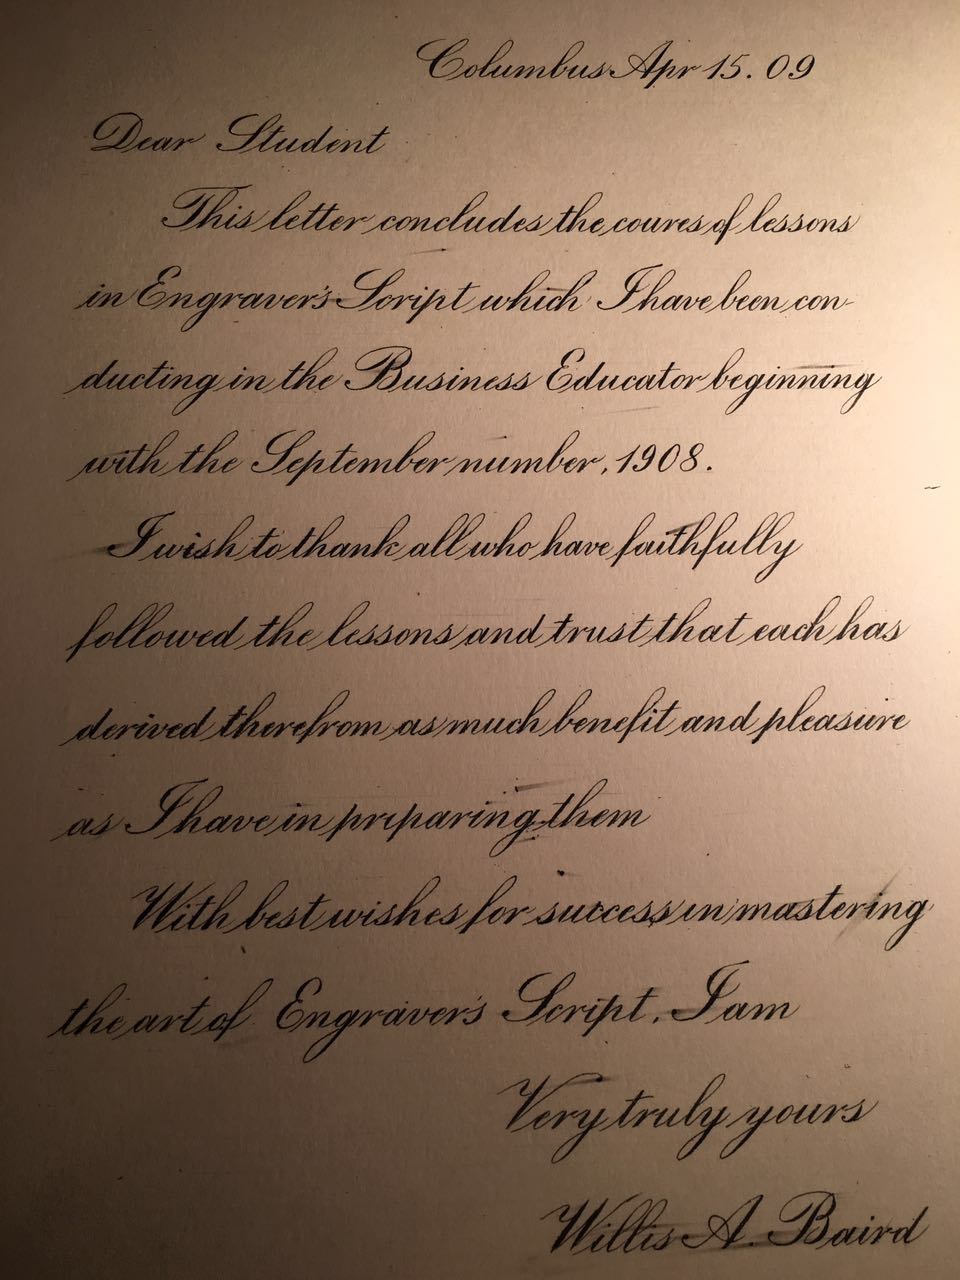 Columbus Apr 15. 09
Dear Student
This letter concludes the coures of lessons
in Engraver's Script which I have been con-
ducting in the Business Educator beginning
with the September number, 1908.
I wish to thank all who have faithfully
followed the lessons and trust that each has
derived therefrom as much benefit and pleasure
as I have in priparing them
With best wishes for success in mastering
the art of Engraver's Script, I am
Very truly yours
Willis A. Baird